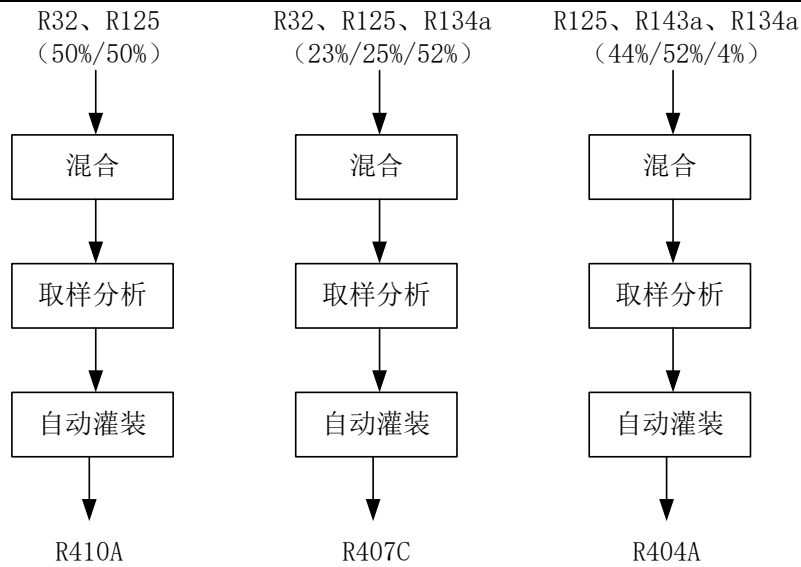 R32、R125
（50%/50%）
混合
取样分析
自动灌装
R410A
R32、R125、R134a
（23%/25%/52%）
混合
取样分析
自动灌装
R407C
R125、R143a、R134a
（44%/52%/4%）
混合
取样分析
自动灌装
R404A